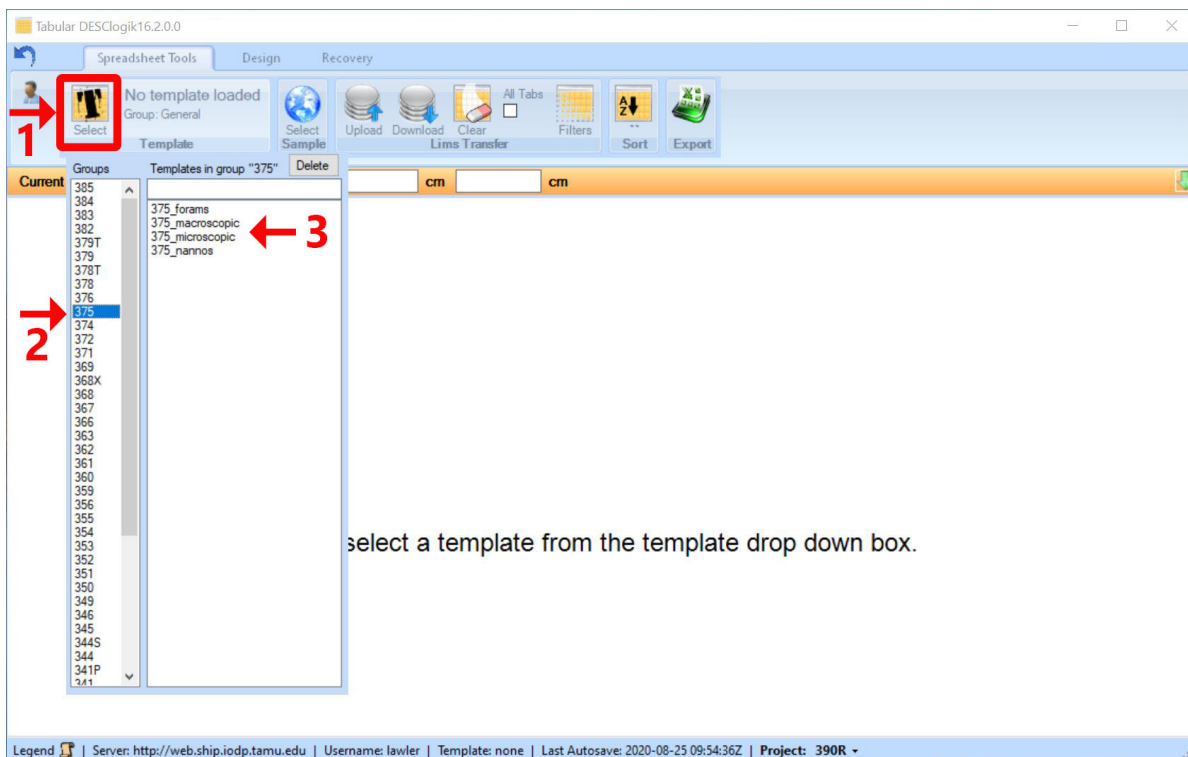 Tabular DESClogik16.2.0.0
Spreadsheet Tools Design Recovery
No template loaded
All Tabs
Group: General
1
Select
Select
Upload Download Clear Filters
Template Sample Lims Transfer Sort Export
Groups Templates in group "375" Delete
Current cm cm
385
384
383
382
379T
379
378T
378
376
375
374
372
371
369
368X
368
367
366
363
362
361
360
359
356
355
354
353
352
351
350
349
346
345
344S
344
341P
341
375_forams
375_macroscopic
375_microscopic
375_nannos
3
2
select a template from the template drop down box.
Legend | Server: http://web.ship.iodp.tamu.edu | Username: lawler | Template: none | Last Autosave: 2020-08-25 09:54:36Z | Project: 390R